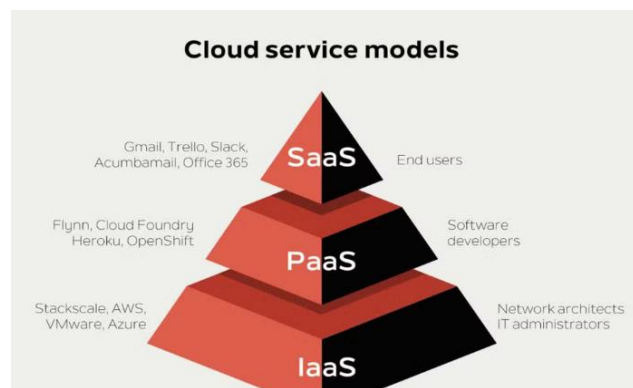 Cloud service models
Gmail, Trello, Slack,
Acumbamail, Office 365
SaaS
End users
Flynn, Cloud Foundry
Heroku, OpenShift
PaaS
Software
developers
Stackscale, AWS,
VMware, Azure
IaaS
Network architects
IT administrators